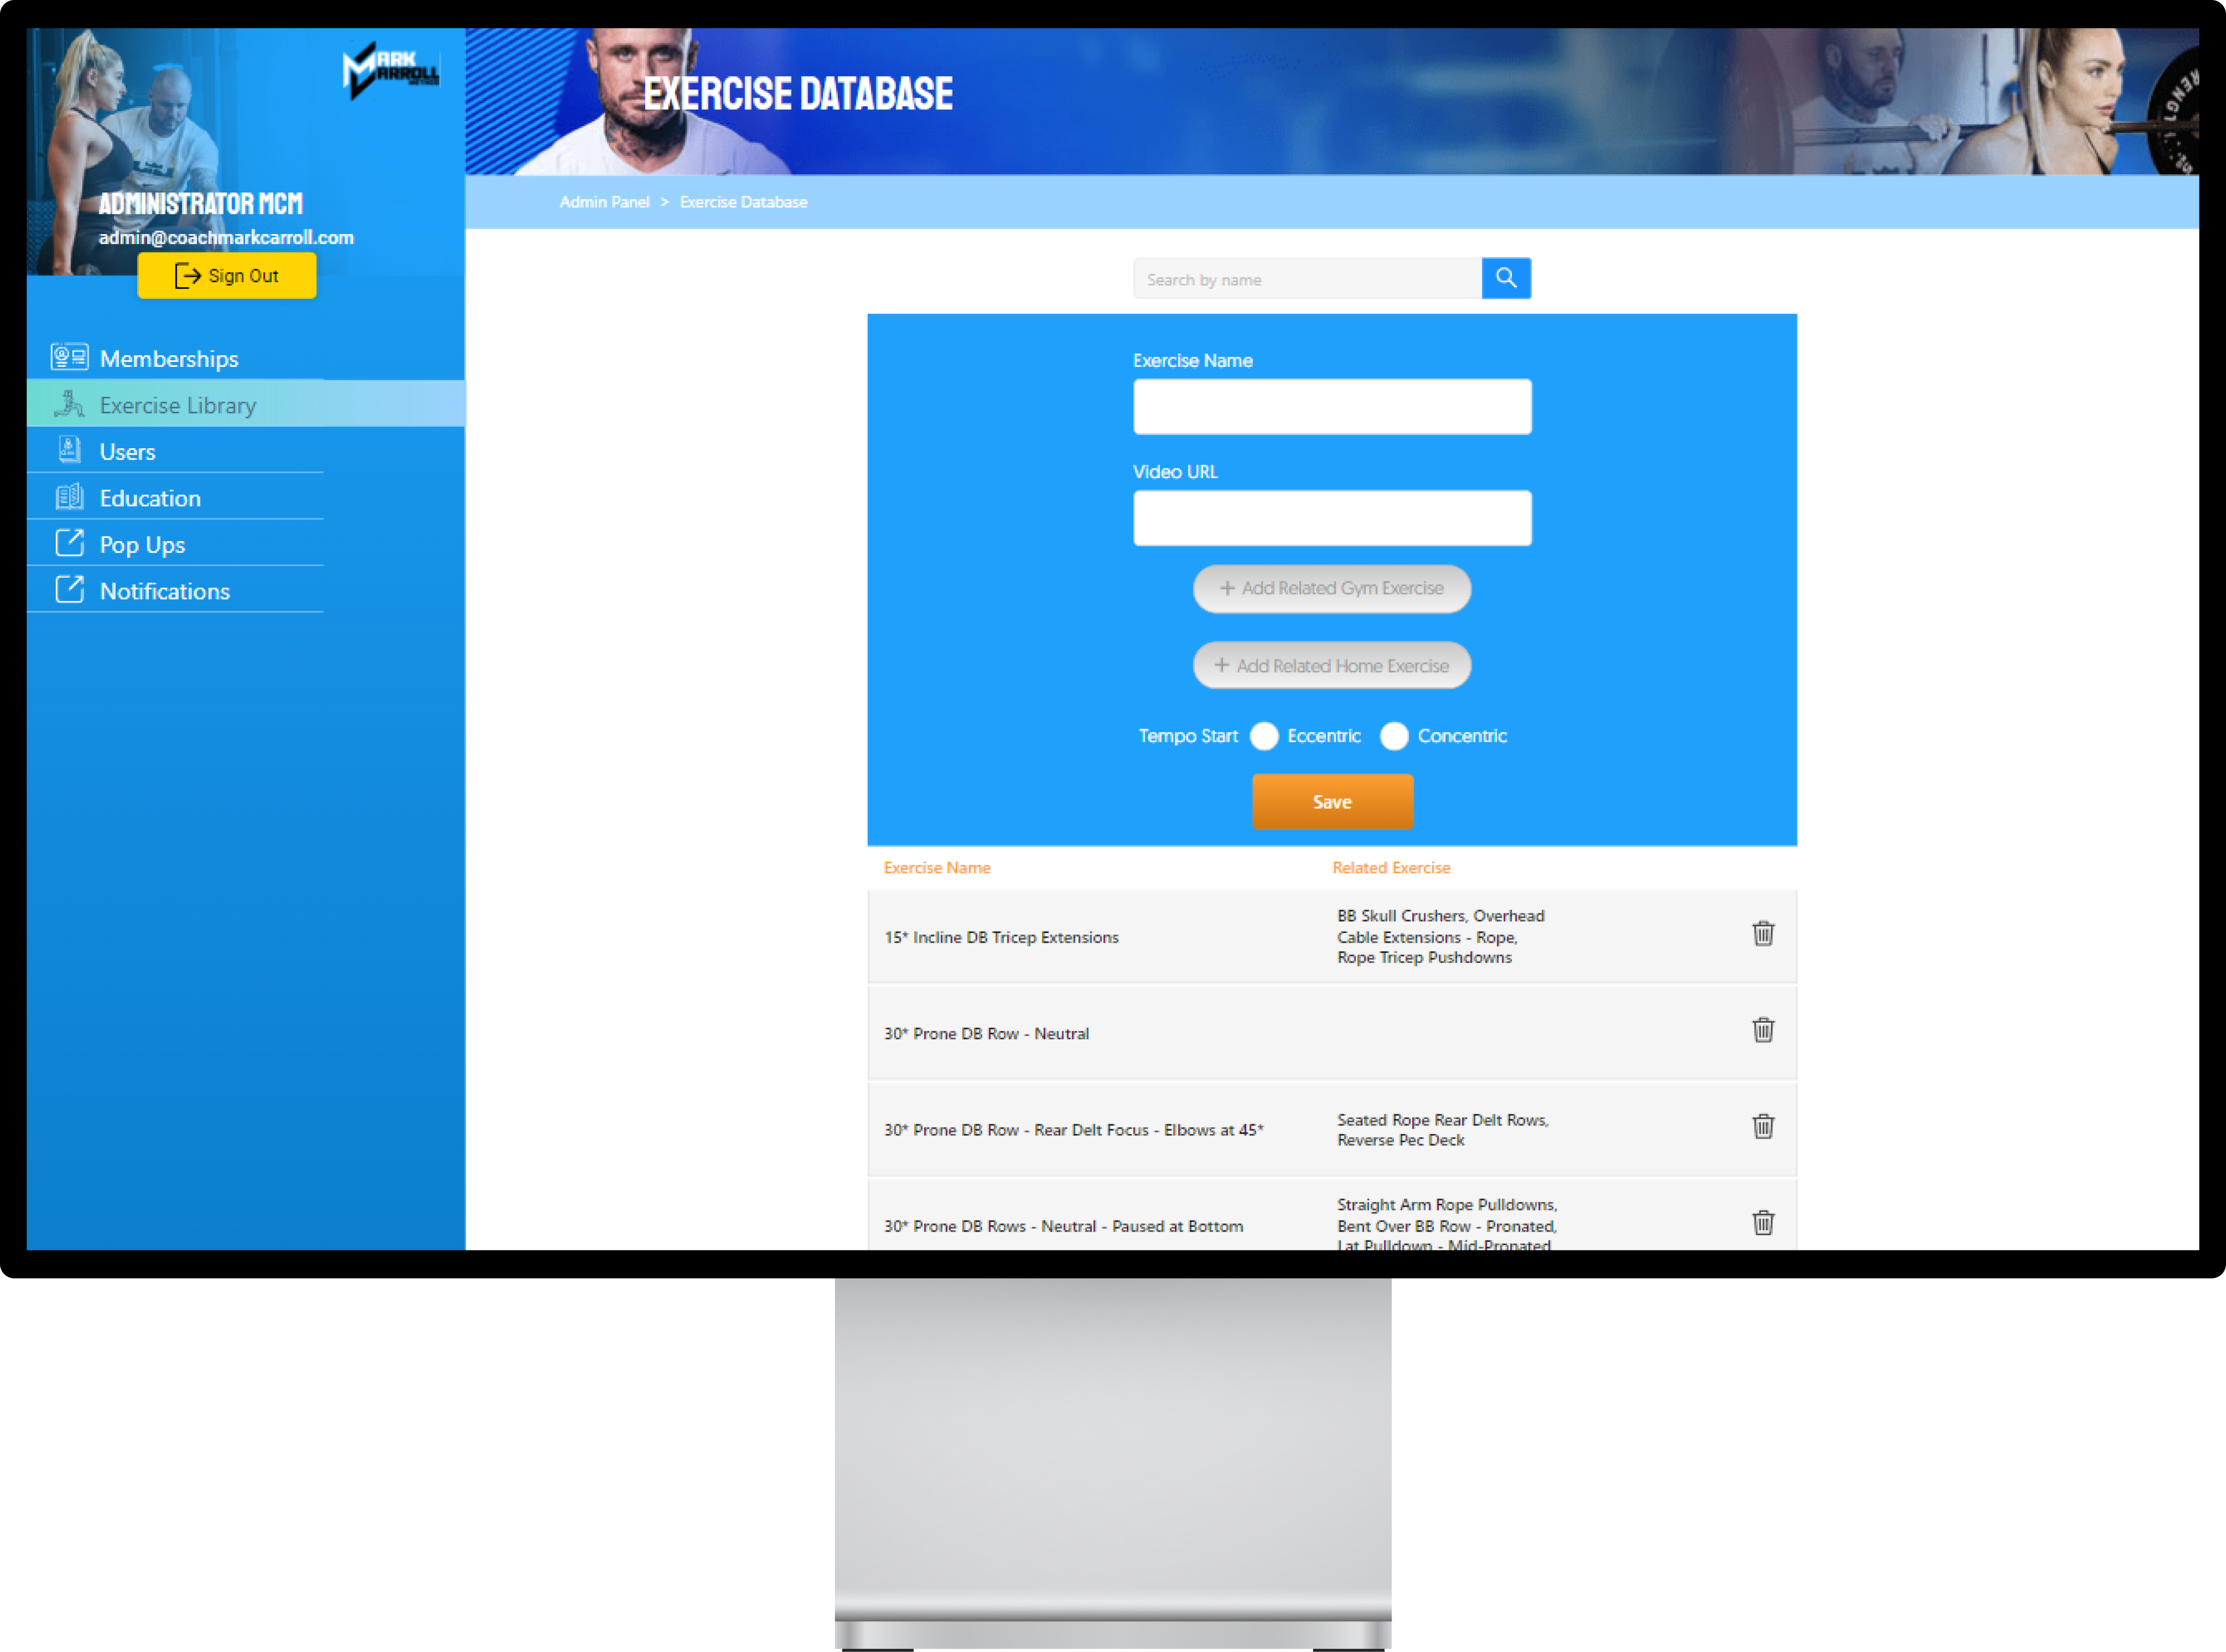 MARK
CARROLL
METHOD
ADMINISTRATOR MCM
admin@coachmarkcarroll.com
Sign Out
Memberships
Exercise Library
Users
Education
Pop Ups
Notifications
EXERCISE DATABASE
Admin Panel > Exercise Database
Search by name
Exercise Name
Video URL
+ Add Related Gym Exercise
+ Add Related Home Exercise
Tempo Start Eccentric Concentric
Save
Exercise Name Related Exercise
15* Incline DB Tricep Extensions
BB Skull Crushers, Overhead
Cable Extensions - Rope,
Rope Tricep Pushdowns
30* Prone DB Row - Neutral
30* Prone DB Row - Rear Delt Focus - Elbows at 45*
Seated Rope Rear Delt Rows,
Reverse Pec Deck
30* Prone DB Rows - Neutral - Paused at Bottom
Straight Arm Rope Pulldowns,
Bent Over BB Row - Pronated,
Lat Pulldown - Mid-Pronated